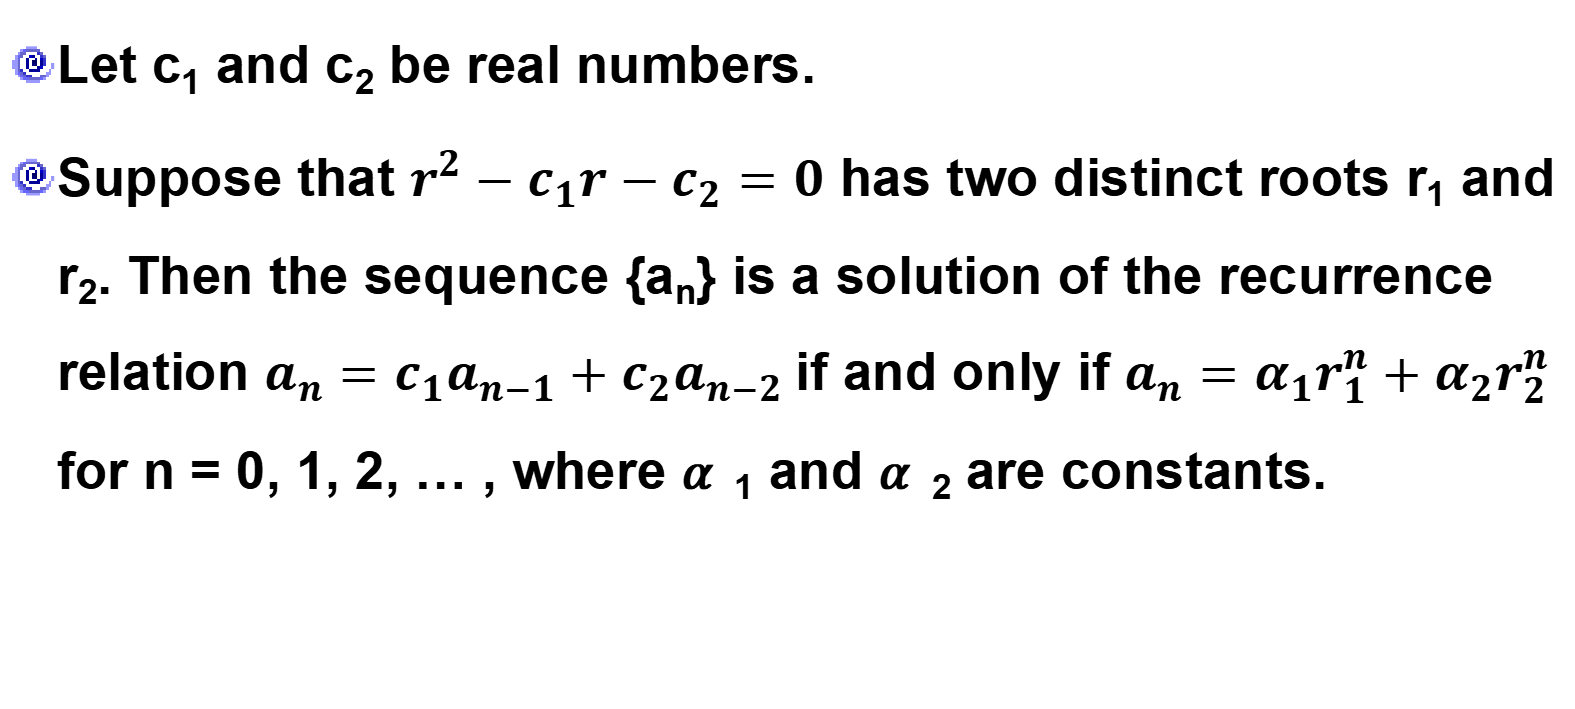 Let c₁ and c₂ be real numbers.
Suppose that r² − c₁r − c₂ = 0 has two distinct roots r₁ and
r₂. Then the sequence {aₙ} is a solution of the recurrence
relation aₙ = c₁aₙ₋₁ + c₂aₙ₋₂ if and only if aₙ = α₁r₁ⁿ + α₂r₂ⁿ
for n = 0, 1, 2, … , where α ₁ and α ₂ are constants.